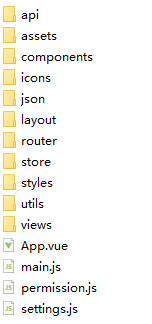 api
assets
components
icons
json
layout
router
store
styles
utils
views
App.vue
main.js
permission.js
settings.js